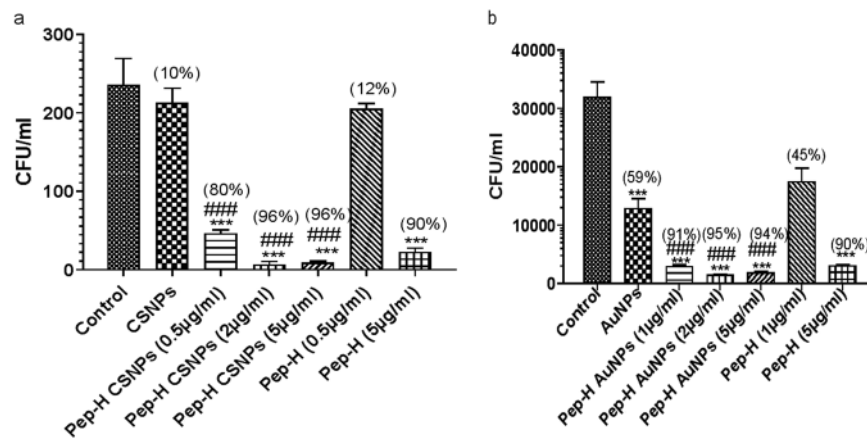 a
CFU/ml
300
200
100
0
(10%)
(80%)
###
***
(96%)
###
***
(96%)
###
***
(12%)
(90%)
***
Control
CSNPs
Pep-H CSNPs (0.5µg/ml)
Pep-H CSNPs (2µg/ml)
Pep-H CSNPs (5µg/ml)
Pep-H (0.5µg/ml)
Pep-H (5µg/ml)
b
CFU/ml
40000
30000
20000
10000
0
(59%)
***
(91%)
###
***
(95%)
###
***
(94%)
###
***
(45%)
(90%)
***
Control
AuNPs
Pep-H AuNPs (1µg/ml)
Pep-H AuNPs (2µg/ml)
Pep-H AuNPs (5µg/ml)
Pep-H (1µg/ml)
Pep-H (5µg/ml)